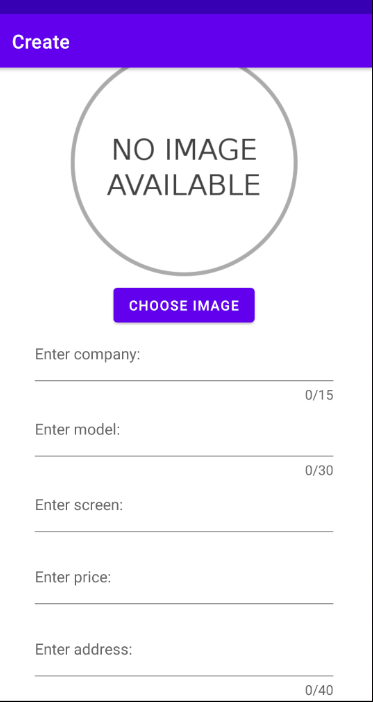 Create
NO IMAGE
AVAILABLE
CHOOSE IMAGE
Enter company:
0/15
Enter model:
0/30
Enter screen:
Enter price:
Enter address:
0/40